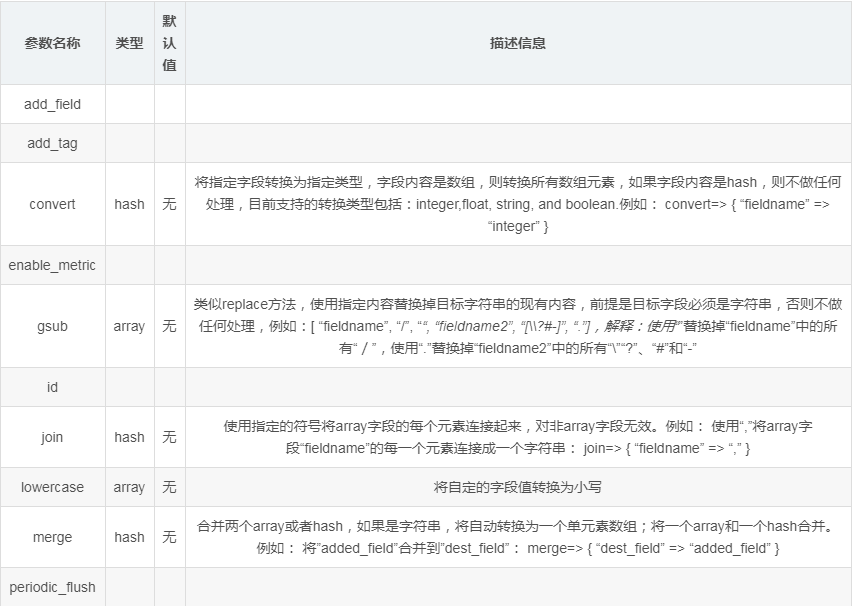 参数名称 类型 默认值 描述信息
add_field
add_tag
将指定字段转换为指定类型，字段内容是数组，则转换所有数组元素，如果字段内容是hash，则不做任何
convert hash 无 处理，目前支持的转换类型包括：integer,float, string, and boolean.例如： convert=> { “fieldname” =>
“integer” }
enable_metric
类似replace方法，使用指定内容替换掉目标字符串的现有内容，前提是目标字段必须是字符串，否则不做
gsub array 无 任何处理，例如：[ “fieldname”, “/”, ““, “fieldname2”, “[\\?#-]”, “.”]，解释：使用””替换掉“fieldname”中的所
有“ / ”，使用“.”替换掉“fieldname2”中的所有“\”“?”、“#”和“-”
id
使用指定的符号将array字段的每个元素连接起来，对非array字段无效。例如： 使用“,”将array字
join hash 无
段“fieldname”的每一个元素连接成一个字符串： join=> { “fieldname” => “,” }
lowercase array 无 将自定的字段值转换为小写
合并两个array或者hash，如果是字符串，将自动转换为一个单元素数组；将一个array和一个hash合并。
merge hash 无
例如： 将”added_field”合并到”dest_field”： merge=> { “dest_field” => “added_field” }
periodic_flush